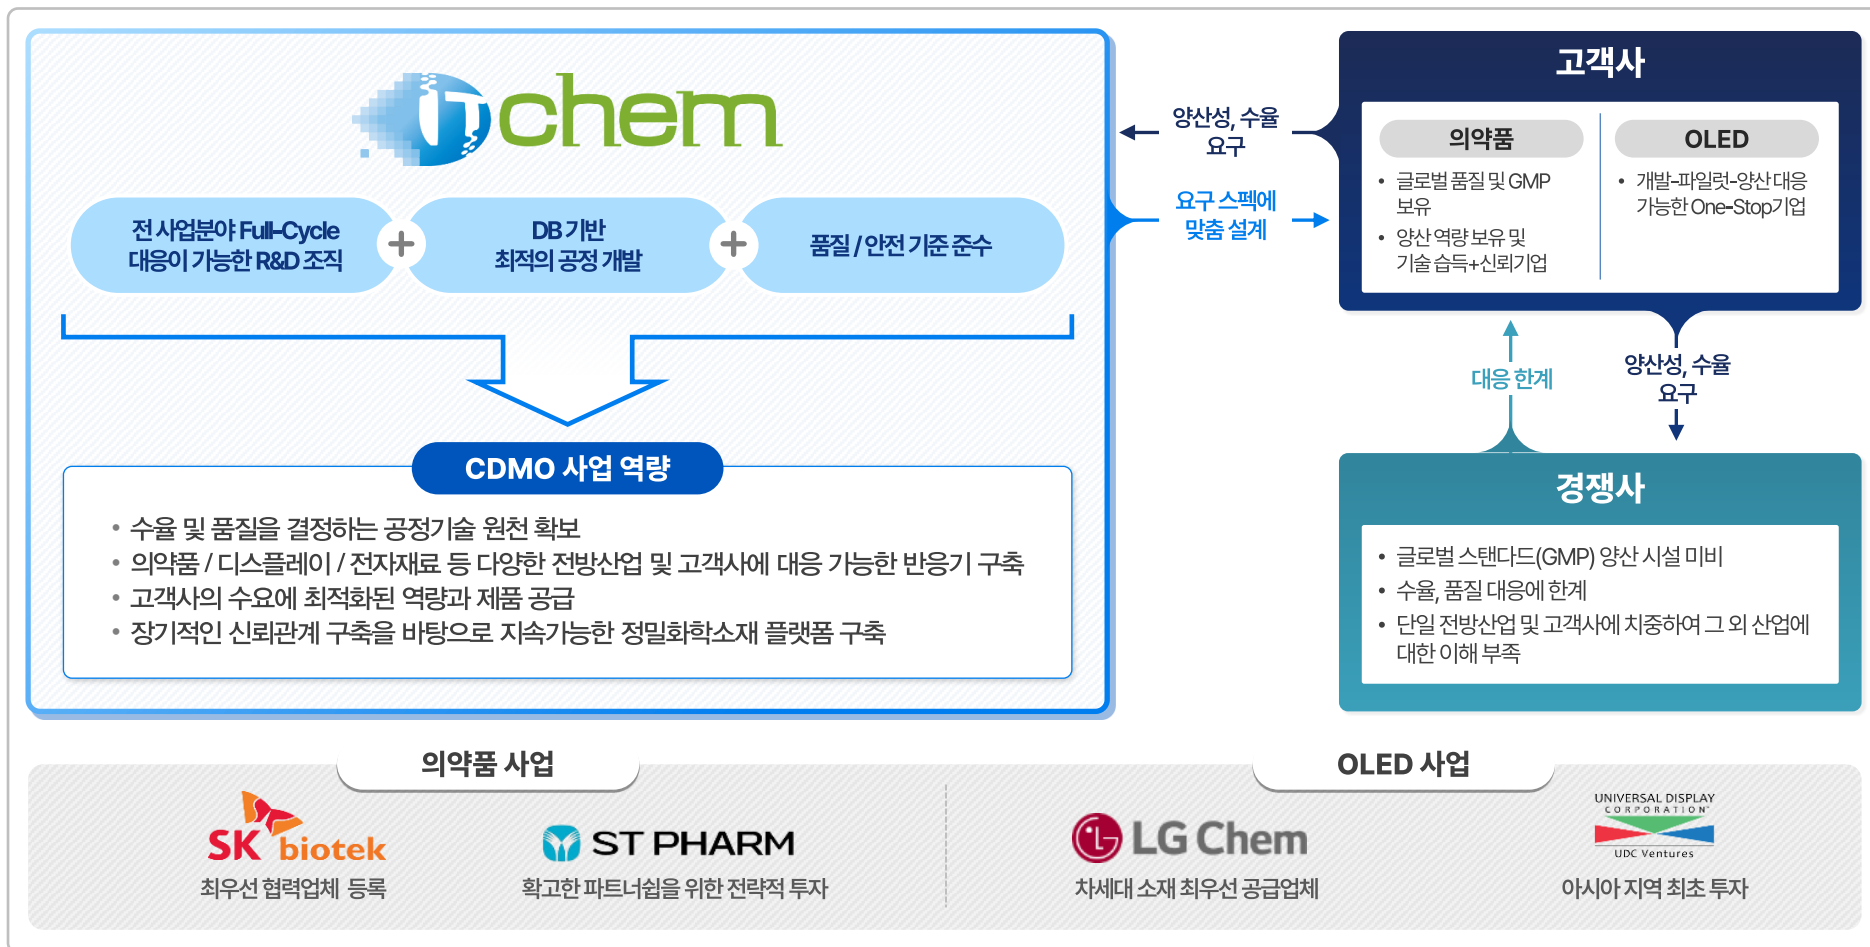 ITchem
전 사업분야 Full-Cycle
대응이 가능한 R&D 조직
+
DB 기반
최적의 공정 개발
+
품질 / 안전 기준 준수
CDMO 사업 역량
• 수율 및 품질을 결정하는 공정기술 원천 확보
• 의약품 / 디스플레이 / 전자재료 등 다양한 전방산업 및 고객사에 대응 가능한 반응기 구축
• 고객사의 수요에 최적화된 역량과 제품 공급
• 장기적인 신뢰관계 구축을 바탕으로 지속가능한 정밀화학소재 플랫폼 구축
양산성, 수율
요구
요구 스펙에
맞춤 설계
고객사
의약품
• 글로벌 품질 및 GMP
보유
• 양산 역량 보유 및
기술 습득+신뢰기업
OLED
• 개발-파일럿-양산 대응
가능한 One-Stop기업
대응 한계
양산성, 수율
요구
경쟁사
• 글로벌 스탠다드(GMP) 양산 시설 미비
• 수율, 품질 대응에 한계
• 단일 전방산업 및 고객사에 치중하여 그 외 산업에
대한 이해 부족
의약품 사업
SK biotek
최우선 협력업체 등록
ST PHARM
확고한 파트너쉽을 위한 전략적 투자
OLED 사업
LG Chem
차세대 소재 최우선 공급업체
UNIVERSAL DISPLAY
CORPORATION
UDC Ventures
아시아 지역 최초 투자